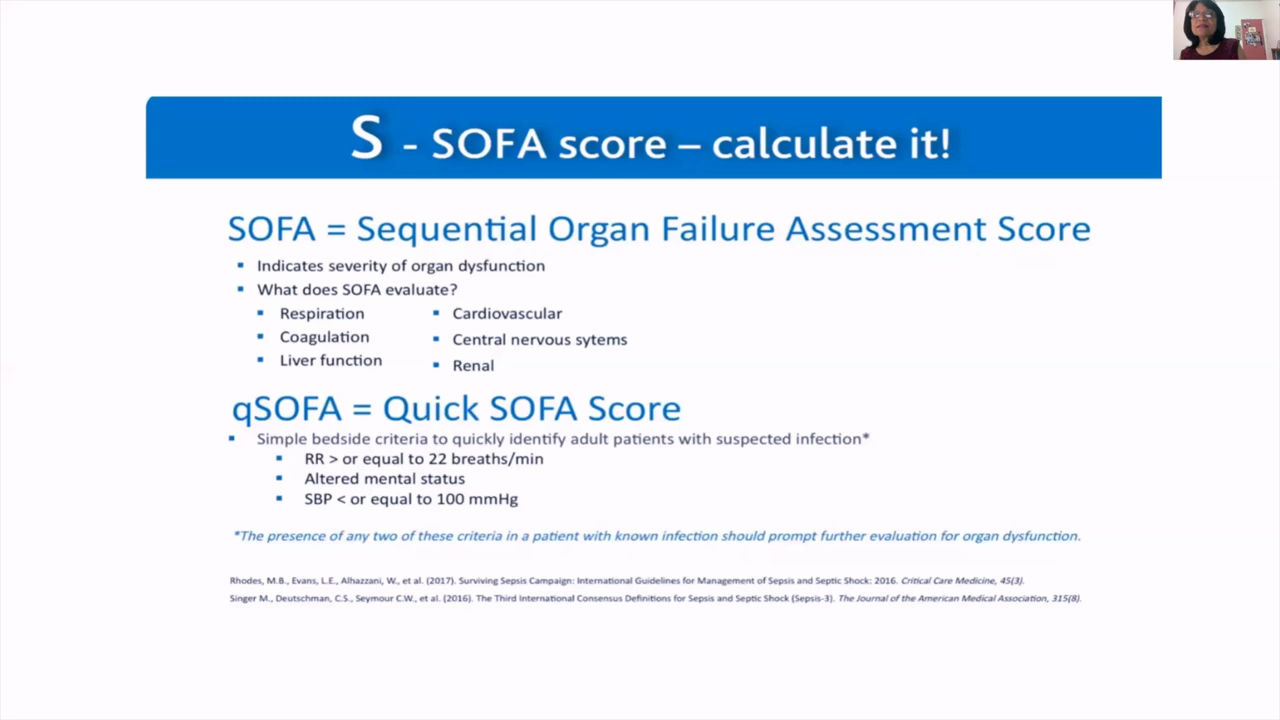 S - SOFA score – calculate it!
SOFA = Sequential Organ Failure Assessment Score
▪ Indicates severity of organ dysfunction
▪ What does SOFA evaluate?
▪ Respiration
▪ Coagulation
▪ Liver function
▪ Cardiovascular
▪ Central nervous sytems
▪ Renal
qSOFA = Quick SOFA Score
▪ Simple bedside criteria to quickly identify adult patients with suspected infection*
▪ RR > or equal to 22 breaths/min
▪ Altered mental status
▪ SBP < or equal to 100 mmHg
*The presence of any two of these criteria in a patient with known infection should prompt further evaluation for organ dysfunction.
Rhodes, M.B., Evans, L.E., Alhazzani, W., et al. (2017). Surviving Sepsis Campaign: International Guidelines for Management of Sepsis and Septic Shock: 2016. Critical Care Medicine, 45(3).
Singer M., Deutschman, C.S., Seymour C.W., et al. (2016). The Third International Consensus Definitions for Sepsis and Septic Shock (Sepsis-3). The Journal of the American Medical Association, 315(8).